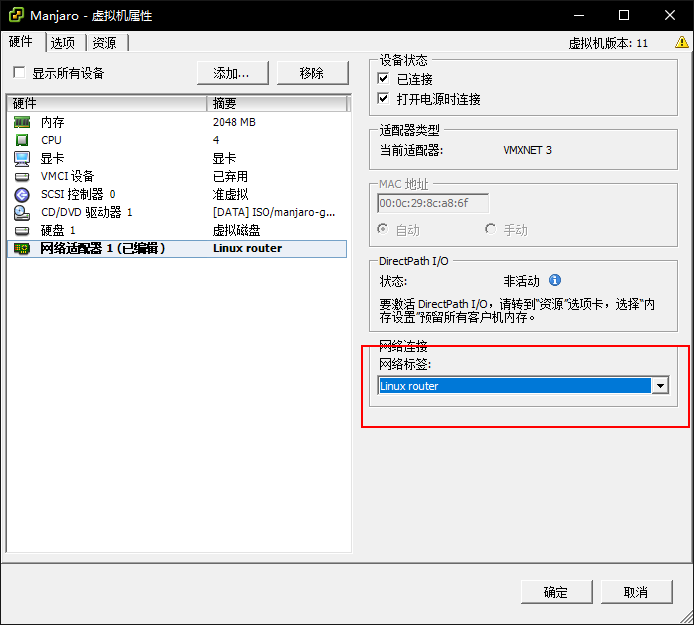 Manjaro - 虚拟机属性
硬件 选项 资源
虚拟机版本: 11
显示所有设备
添加... 移除
硬件 摘要
内存 2048 MB
CPU 4
显卡 显卡
VMCI 设备 已弃用
SCSI 控制器 0 准虚拟
CD/DVD 驱动器 1 [DATA] ISO/manjaro-g...
硬盘 1 虚拟磁盘
网络适配器 1 (已编辑) Linux router
设备状态
已连接
打开电源时连接
适配器类型
当前适配器: VMXNET 3
MAC 地址
00:0c:29:8c:a8:6f
自动 手动
DirectPath I/O
状态: 非活动
要激活 DirectPath I/O，请转到"资源"选项卡，选择"内
存设置"预留所有客户机内存。
网络连接
网络标签:
Linux router
确定 取消